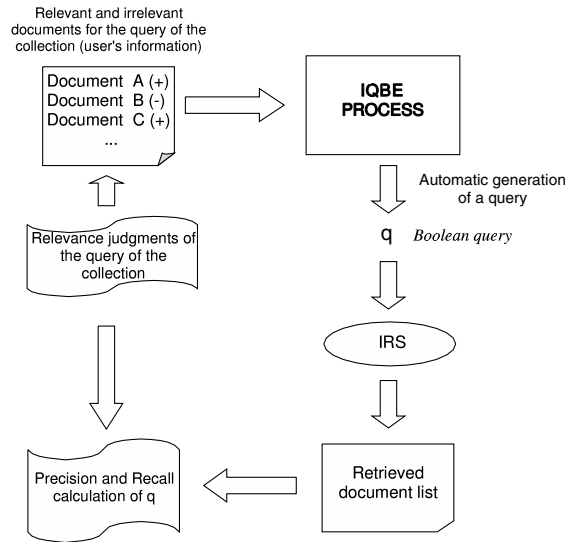 Relevant and irrelevant
documents for the query of the
collection (user's information)
Document A (+)
Document B (-)
Document C (+)
...
IQBE
PROCESS
Automatic generation
of a query
q Boolean query
Relevance judgments of
the query of the
collection
IRS
Precision and Recall
calculation of q
Retrieved
document list